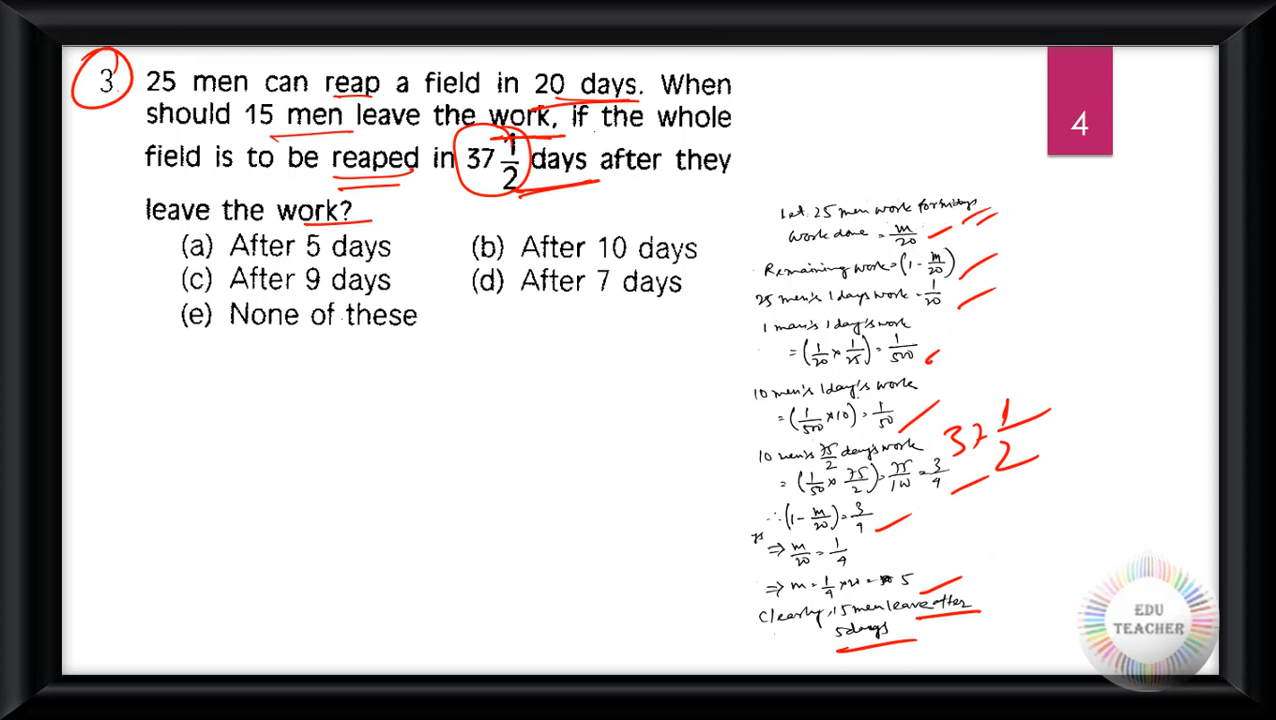 3. 25 men can reap a field in 20 days. When
should 15 men leave the work, if the whole
field is to be reaped in 37 1/2 days after they
leave the work?
(a) After 5 days (b) After 10 days
(c) After 9 days (d) After 7 days
(e) None of these
4
Let 25 men work for m days
Work done = m/20
Remaining work = (1 - m/20)
25 men's 1 days work = 1/20
1 man's 1 day's work
= (1/20 × 1/25) = 1/500
10 men's 1 day's work
= (1/500 × 10) = 1/50
10 men's 75/2 day's work
= (1/50 × 75/2) = 75/100 = 3/4
37 1/2
∴ (1 - m/20) = 3/4
⇒ m/20 = 1/4
⇒ m = 1/4 × 20 = 5
Clearly, 15 men leave after
5 days
EDU
TEACHER